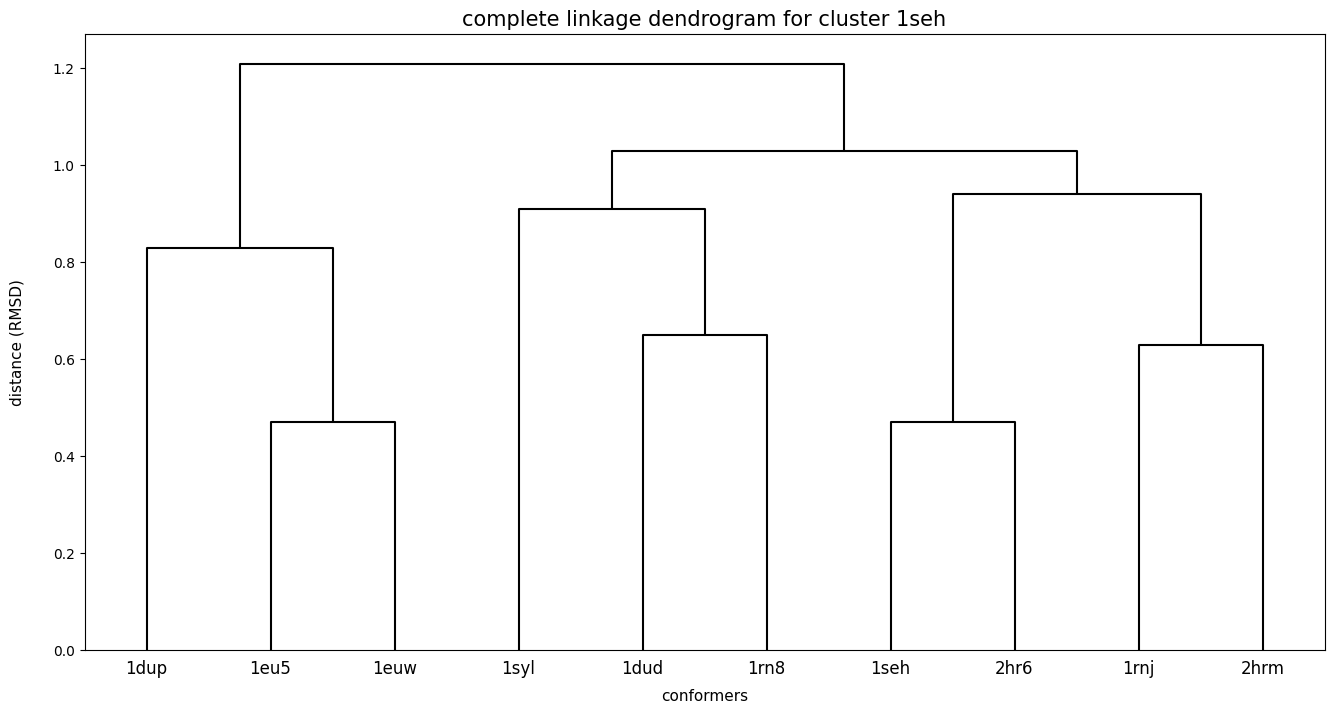 complete linkage dendrogram for cluster 1seh
1.2
1.0
0.8
0.6
0.4
0.2
0.0
distance (RMSD)
1dup 1eu5 1euw 1syl 1dud 1rn8 1seh 2hr6 1rnj 2hrm
conformers